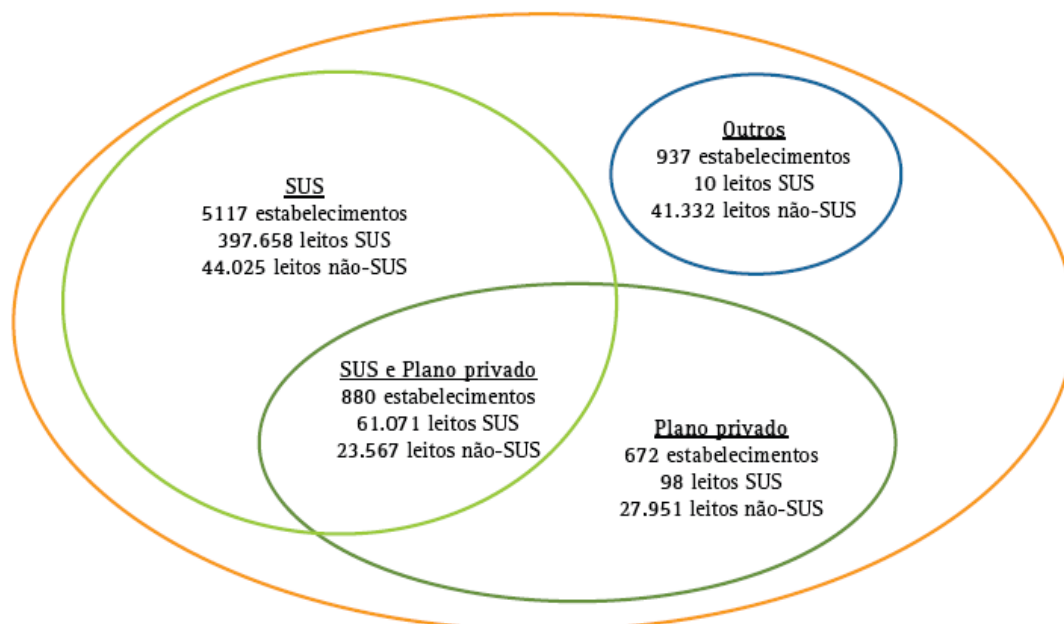 SUS
5117 estabelecimentos
397.658 leitos SUS
44.025 leitos não-SUS
Outros
937 estabelecimentos
10 leitos SUS
41.332 leitos não-SUS
SUS e Plano privado
880 estabelecimentos
61.071 leitos SUS
23.567 leitos não-SUS
Plano privado
672 estabelecimentos
98 leitos SUS
27.951 leitos não-SUS